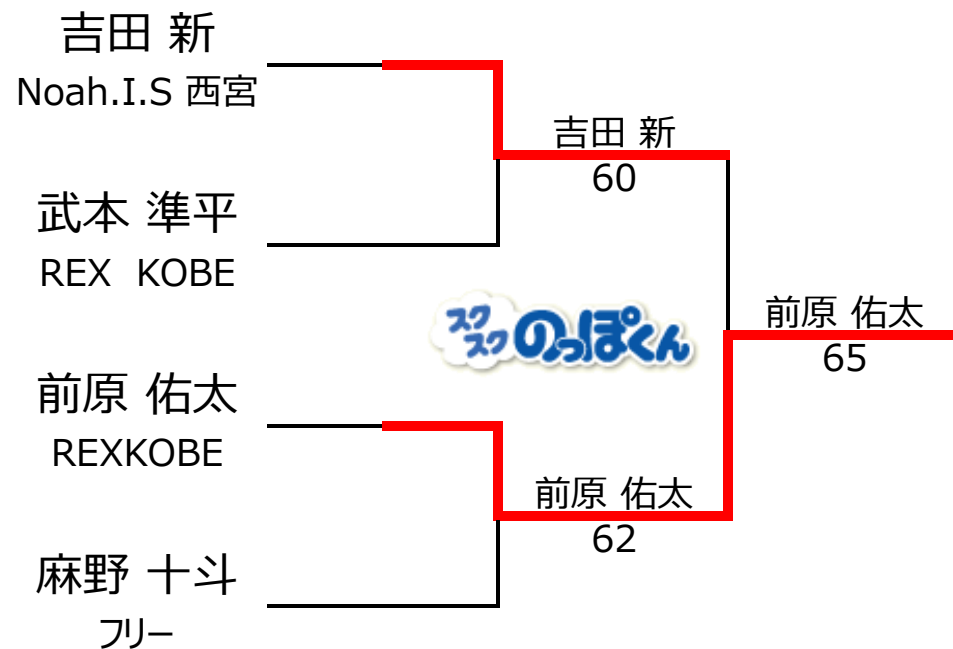 吉田 新
Noah.I.S 西宮
武本 準平
REX KOBE
前原 佑太
REXKOBE
麻野 十斗
フリー
吉田 新
60
スク
スク のっぽくん
前原 佑太
62
前原 佑太
65